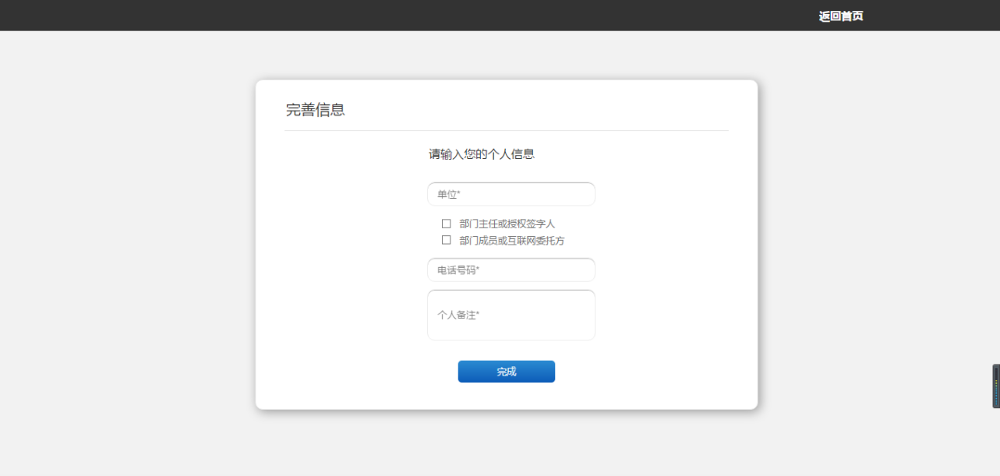 返回首页
完善信息
请输入您的个人信息
单位*
部门主任或授权签字人
部门成员或互联网委托方
电话号码*
个人备注*
完成